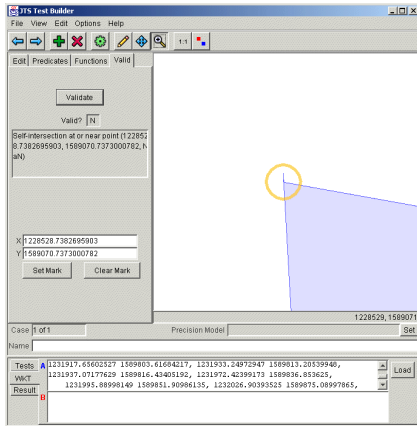 JTS Test Builder
File View Edit Options Help
1:1
Edit Predicates Functions Valid
Validate
Valid? N
Self-intersection at or near point (122852
8.7382695903, 1589070.7373000782, N
aN)
X 1228528.7382695903
Y 1589070.7373000782
Set Mark Clear Mark
1228529, 1589071
Case 1 of 1 Precision Model Set
Name
Tests A 1231917.65602527 1589803.61684217, 1231933.24972947 1589813.20539948,
WKT 1231937.07177629 1589816.43405192, 1231972.42399173 1589836.853625,
Result 1231995.88998149 1589851.90986135, 1232026.90393525 1589875.08997865,
Load
B